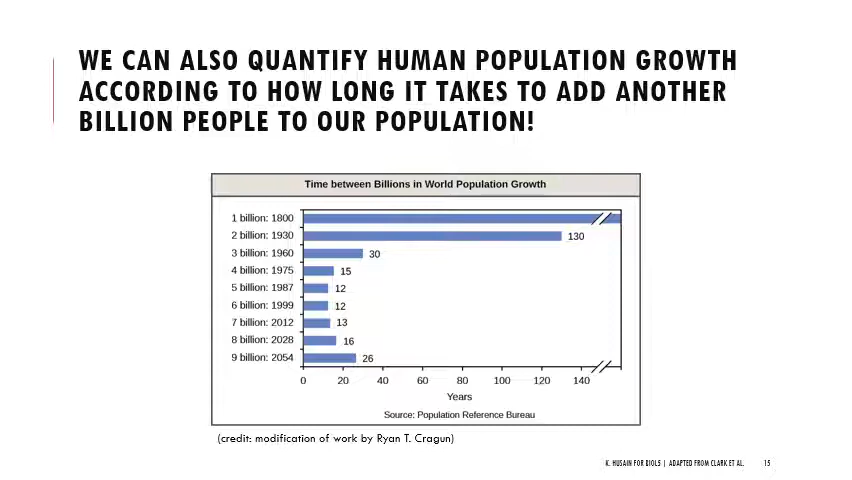 WE CAN ALSO QUANTIFY HUMAN POPULATION GROWTH
ACCORDING TO HOW LONG IT TAKES TO ADD ANOTHER
BILLION PEOPLE TO OUR POPULATION!
Time between Billions in World Population Growth
1 billion: 1800
2 billion: 1930 130
3 billion: 1960 30
4 billion: 1975 15
5 billion: 1987 12
6 billion: 1999 12
7 billion: 2012 13
8 billion: 2028 16
9 billion: 2054 26
0 20 40 60 80 100 120 140
Years
Source: Population Reference Bureau
(credit: modification of work by Ryan T. Cragun)
K. HUSAIN FOR BIOL5 | ADAPTED FROM CLARK ET AL. 15